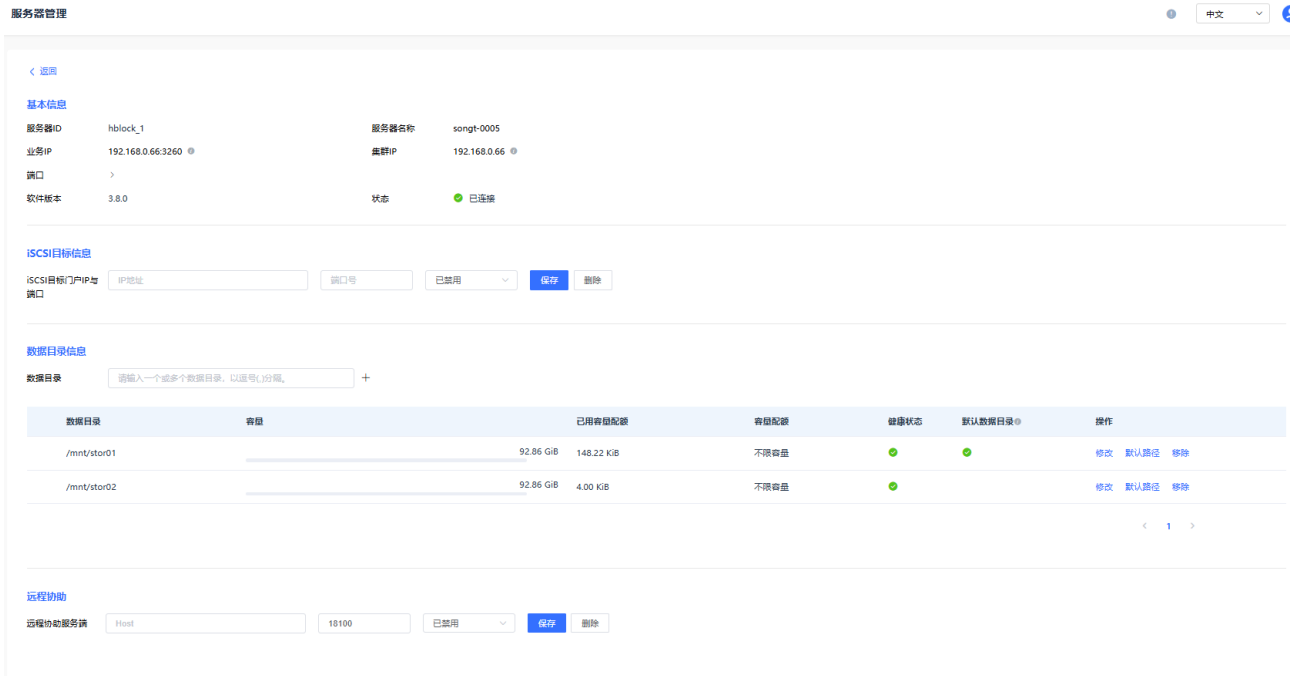 服务器管理
中文
返回
基本信息
服务器ID hblock_1 服务器名称 songt-0005
业务IP 192.168.0.66:3260 集群IP 192.168.0.66
端口
软件版本 3.8.0 状态 已连接
iSCSI目标信息
iSCSI目标门户IP与 IP地址 端口号 已禁用 保存 删除
端口
数据目录信息
数据目录 请输入一个或多个数据目录，以逗号(,)分隔。
数据目录 容量 已用容量配额 容量配额 健康状态 默认数据目录 操作
/mnt/stor01 92.86 GiB 148.22 KiB 不限容量 修改 默认路径 移除
/mnt/stor02 92.86 GiB 4.00 KiB 不限容量 修改 默认路径 移除
1
远程协助
远程协助服务端 Host 18100 已禁用 保存 删除